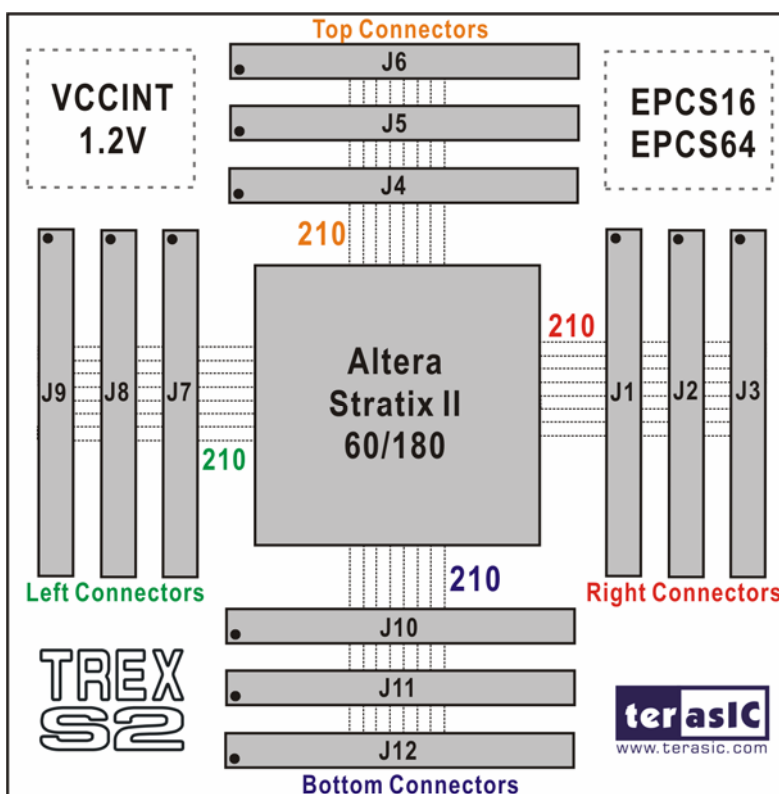 Top Connectors
J6
VCCINT
1.2V
EPCS16
EPCS64
J5
J4
210
210
Altera
Stratix II
60/180
J9
J8
J7
J1
J2
J3
210
210
Left Connectors
Right Connectors
J10
J11
J12
TREX
S2
terasIC
www.terasic.com
Bottom Connectors